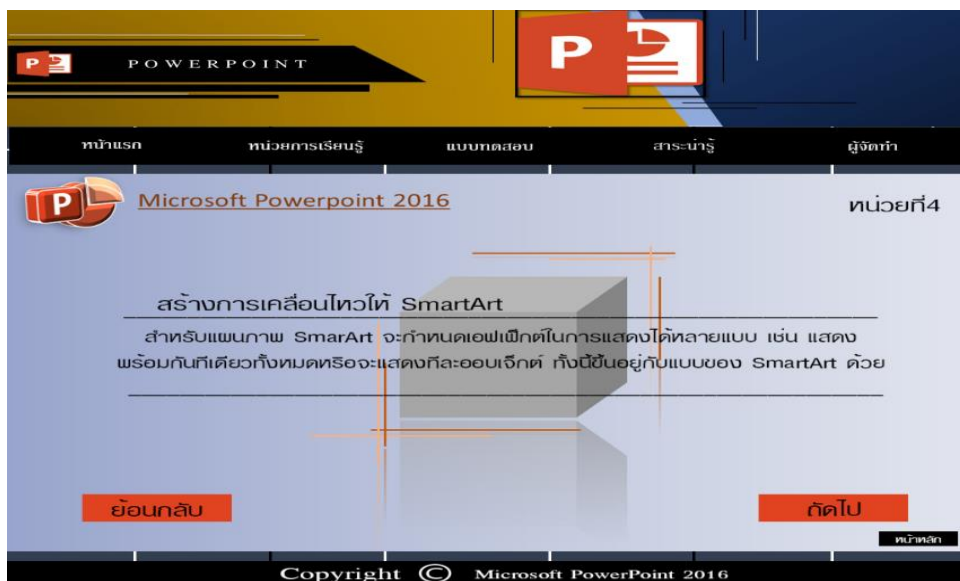 POWERPOINT
หน้าแรก หน่วยการเรียนรู้ แบบทดสอบ สาระน่ารู้ ผู้จัดทำ
Microsoft Powerpoint 2016
หน่วยที่4
สร้างการเคลื่อนไหวให้ SmartArt
สำหรับแผนภาพ SmarArt จะกำหนดเอฟเฟ็กต์ในการแสดงได้หลายแบบ เช่น แสดง
พร้อมกันทีเดียวทั้งหมดหรือจะแสดงทีละออบเจ็กต์ ทั้งนี้ขึ้นอยู่กับแบบของ SmartArt ด้วย
ย้อนกลับ
ถัดไป
หน้าหลัก
Copyright © Microsoft PowerPoint 2016